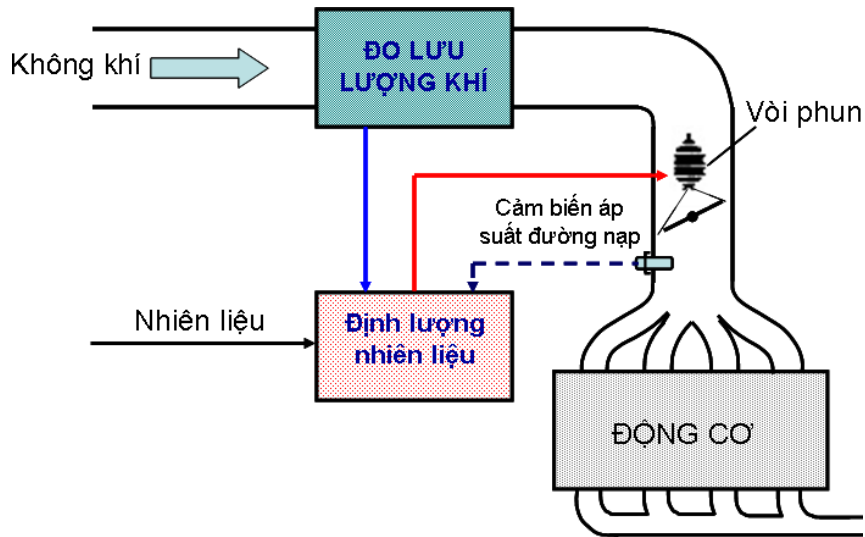 Không khí
ĐO LƯU
LƯỢNG KHÍ
Vòi phun
Cảm biến áp
suất đường nạp
Nhiên liệu
Định lượng
nhiên liệu
ĐỘNG CƠ